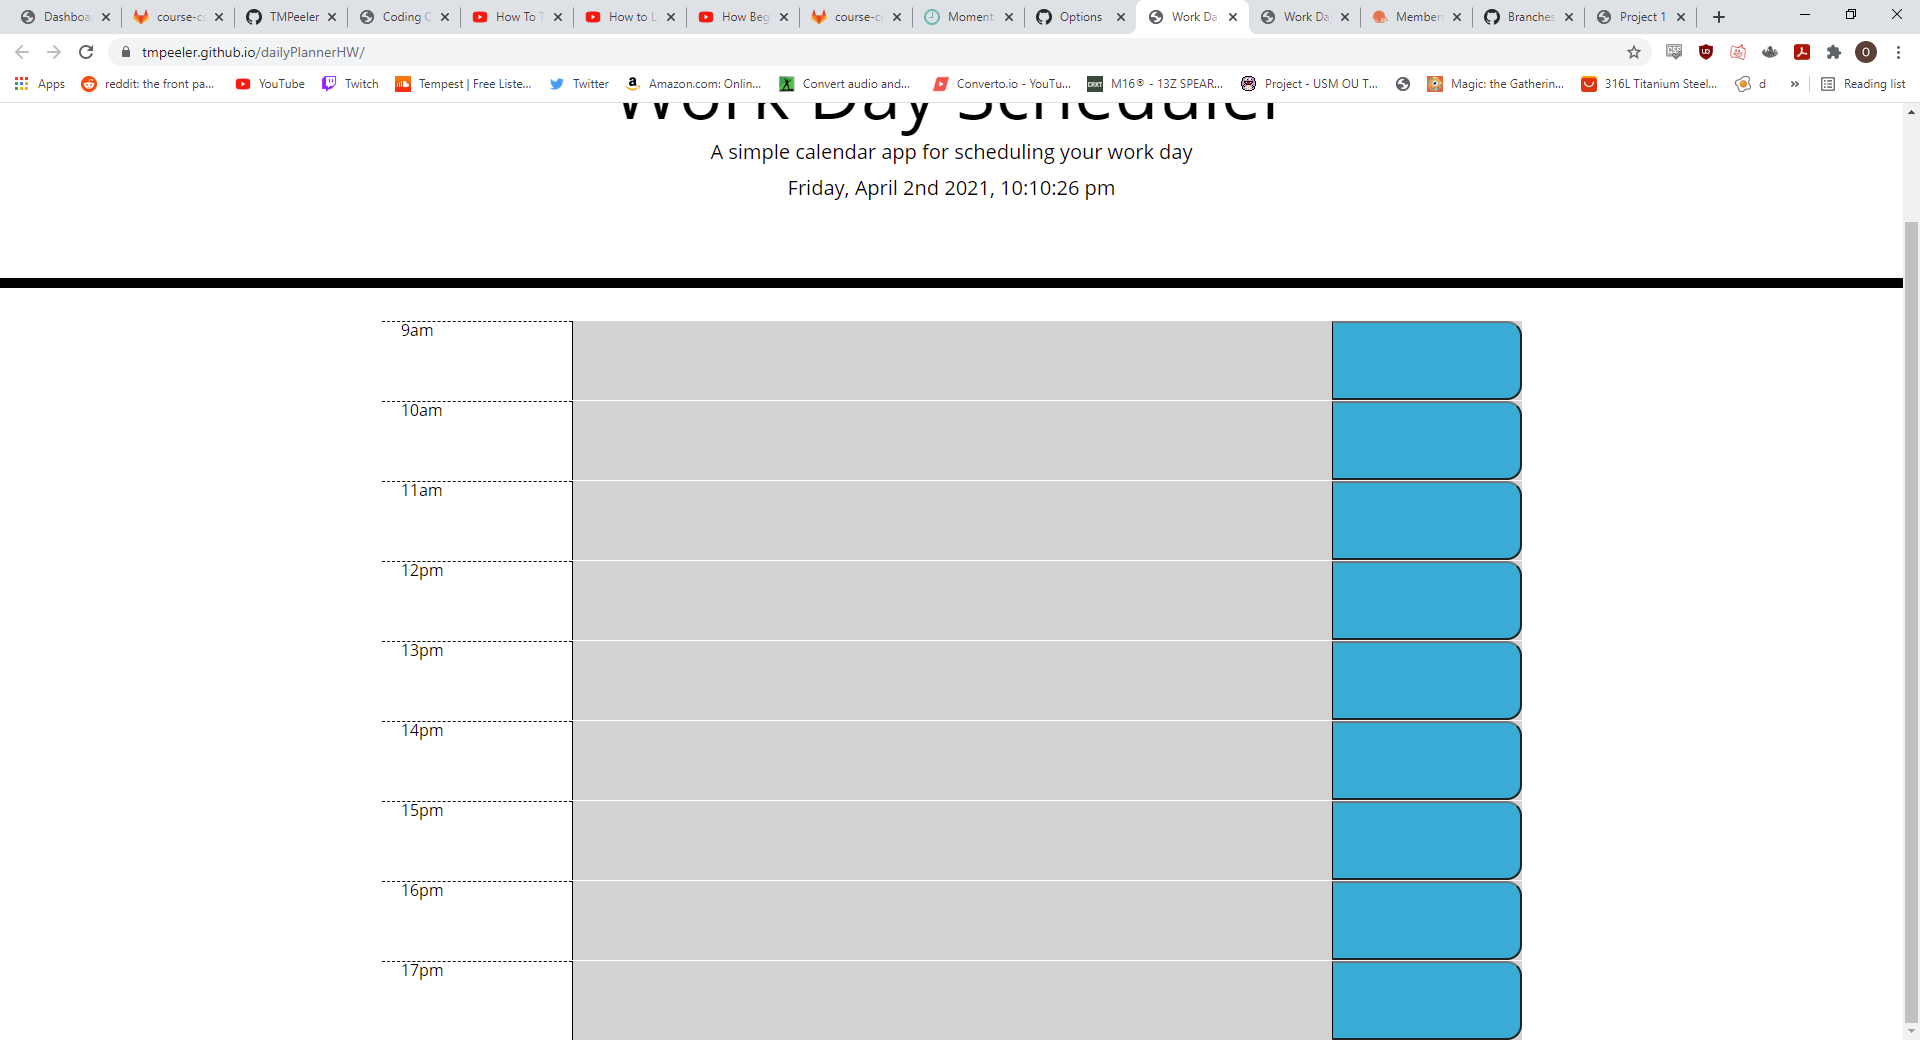 Dashboa
course-co
TMPeeler
Coding C
How To T
How to L
How Beg
course-co
Moment.
Options
Work Da
Work Da
Members
Branches
Project 1
tmpeeler.github.io/dailyPlannerHW/
O
Apps
reddit: the front pa...
YouTube
Twitch
Tempest | Free Liste...
Twitter
Amazon.com: Onlin...
Convert audio and...
Converto.io - YouTu...
M16® - 13Z SPEAR...
Project - USM OU T...
Magic: the Gatherin...
316L Titanium Steel...
d
»
Reading list
Work Day Scheduler
A simple calendar app for scheduling your work day
Friday, April 2nd 2021, 10:10:26 pm
9am
10am
11am
12pm
13pm
14pm
15pm
16pm
17pm